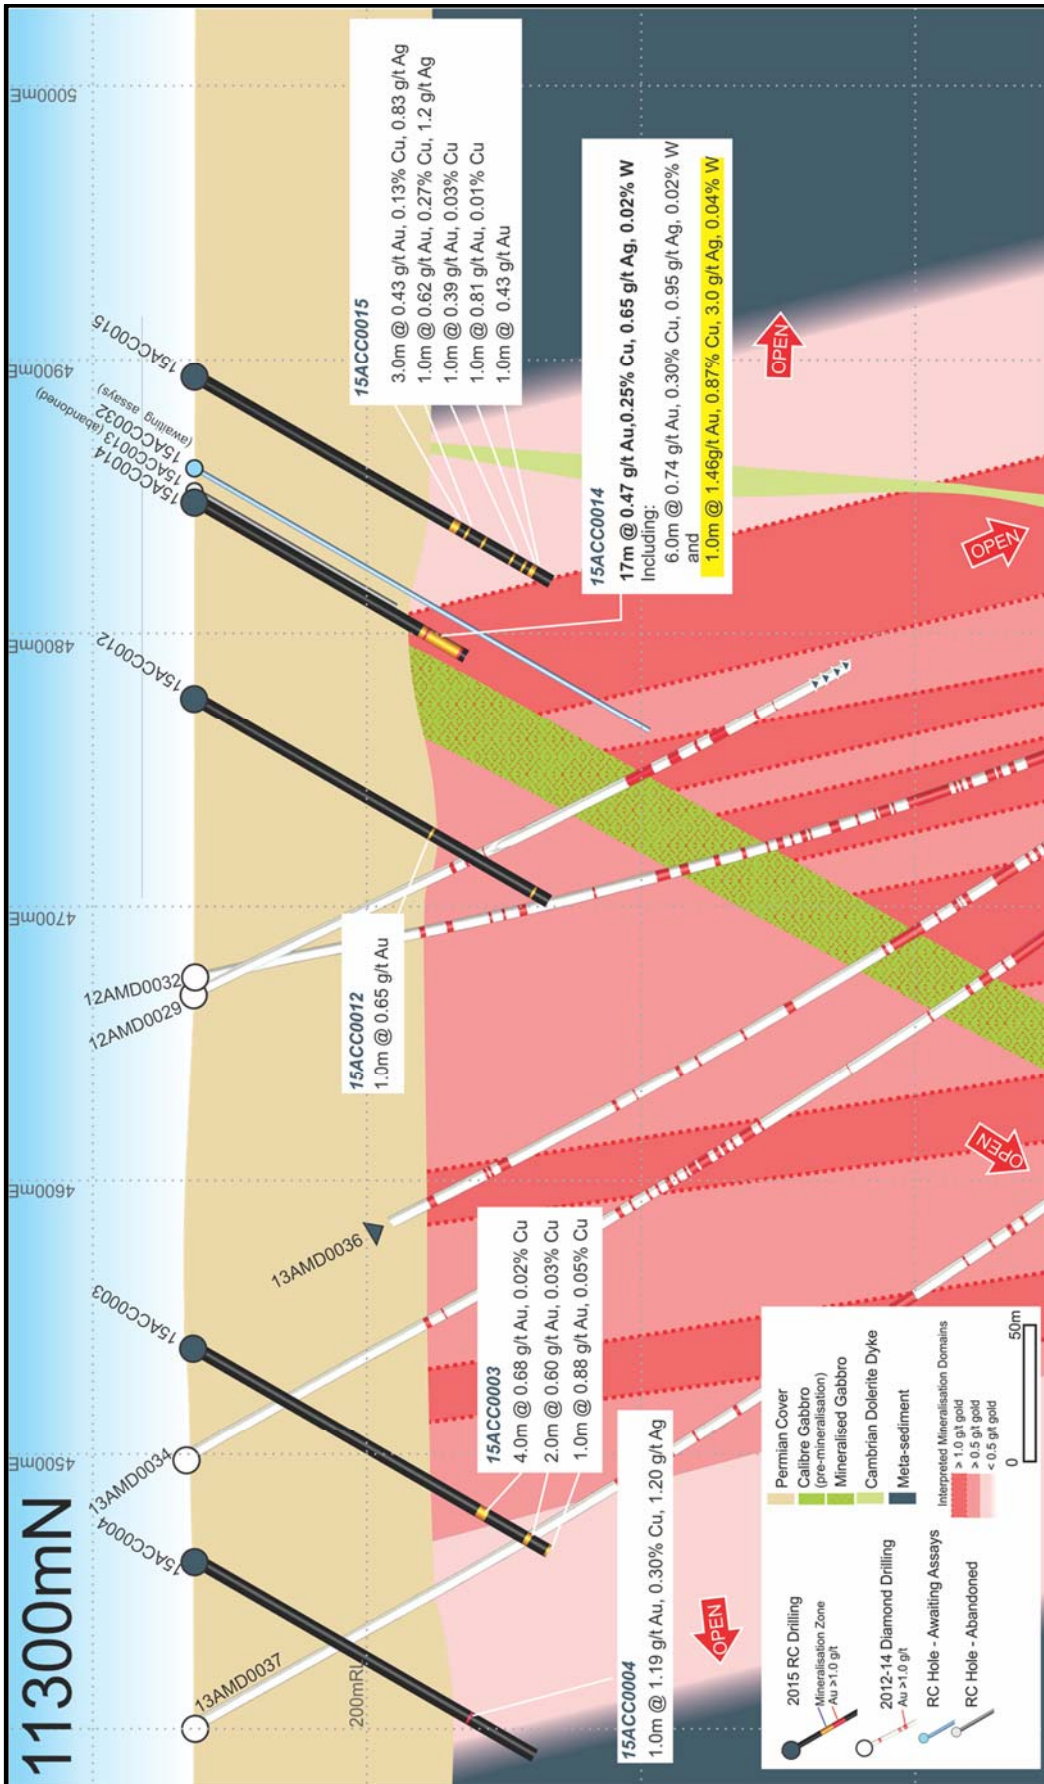 11300mN
4500mE
4600mE
4700mE
4800mE
4900mE
5000mE
13AMD0037
15ACC0004
13AMD0034
15ACC0003
13AMD0036
12AMD0029
12AMD0032
15ACC0012
15ACC0014
15ACC0013 (abandoned)
15ACC0032
(awaiting assays)
15ACC0015
200mRL
15ACC0015
3.0m @ 0.43 g/t Au, 0.13% Cu, 0.83 g/t Ag
1.0m @ 0.62 g/t Au, 0.27% Cu, 1.2 g/t Ag
1.0m @ 0.39 g/t Au, 0.03% Cu
1.0m @ 0.81 g/t Au, 0.01% Cu
1.0m @ 0.43 g/t Au
15ACC0012
1.0m @ 0.65 g/t Au
15ACC0014
17m @ 0.47 g/t Au,0.25% Cu, 0.65 g/t Ag, 0.02% W
Including:
6.0m @ 0.74 g/t Au, 0.30% Cu, 0.95 g/t Ag, 0.02% W
and
1.0m @ 1.46g/t Au, 0.87% Cu, 3.0 g/t Ag, 0.04% W
15ACC0003
4.0m @ 0.68 g/t Au, 0.02% Cu
2.0m @ 0.60 g/t Au, 0.03% Cu
1.0m @ 0.88 g/t Au, 0.05% Cu
15ACC0004
1.0m @ 1.19 g/t Au, 0.30% Cu, 1.20 g/t Ag
OPEN
OPEN
OPEN
OPEN
2015 RC Drilling
Mineralisation Zone
Au >1.0 g/t
2012-14 Diamond Drilling
Au >1.0 g/t
RC Hole - Awaiting Assays
RC Hole - Abandoned
Permian Cover
Calibre Gabbro
(pre-mineralisation)
Mineralised Gabbro
Cambrian Dolerite Dyke
Meta-sediment
Interpreted Mineralisation Domains
> 1.0 g/t gold
> 0.5 g/t gold
< 0.5 g/t gold
0
50m